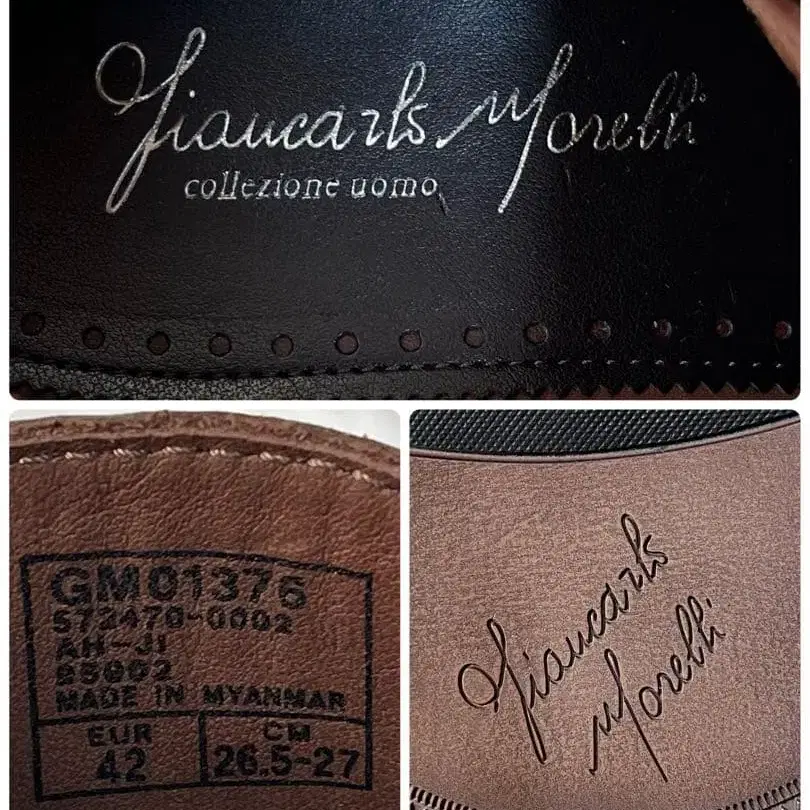 Giancarlo Morelli
collezione uomo
GM01376
572470-0002
AH-JI
MADE IN MYANMAR
EUR
42
CM
26.5-27
Giancarlo
Morelli